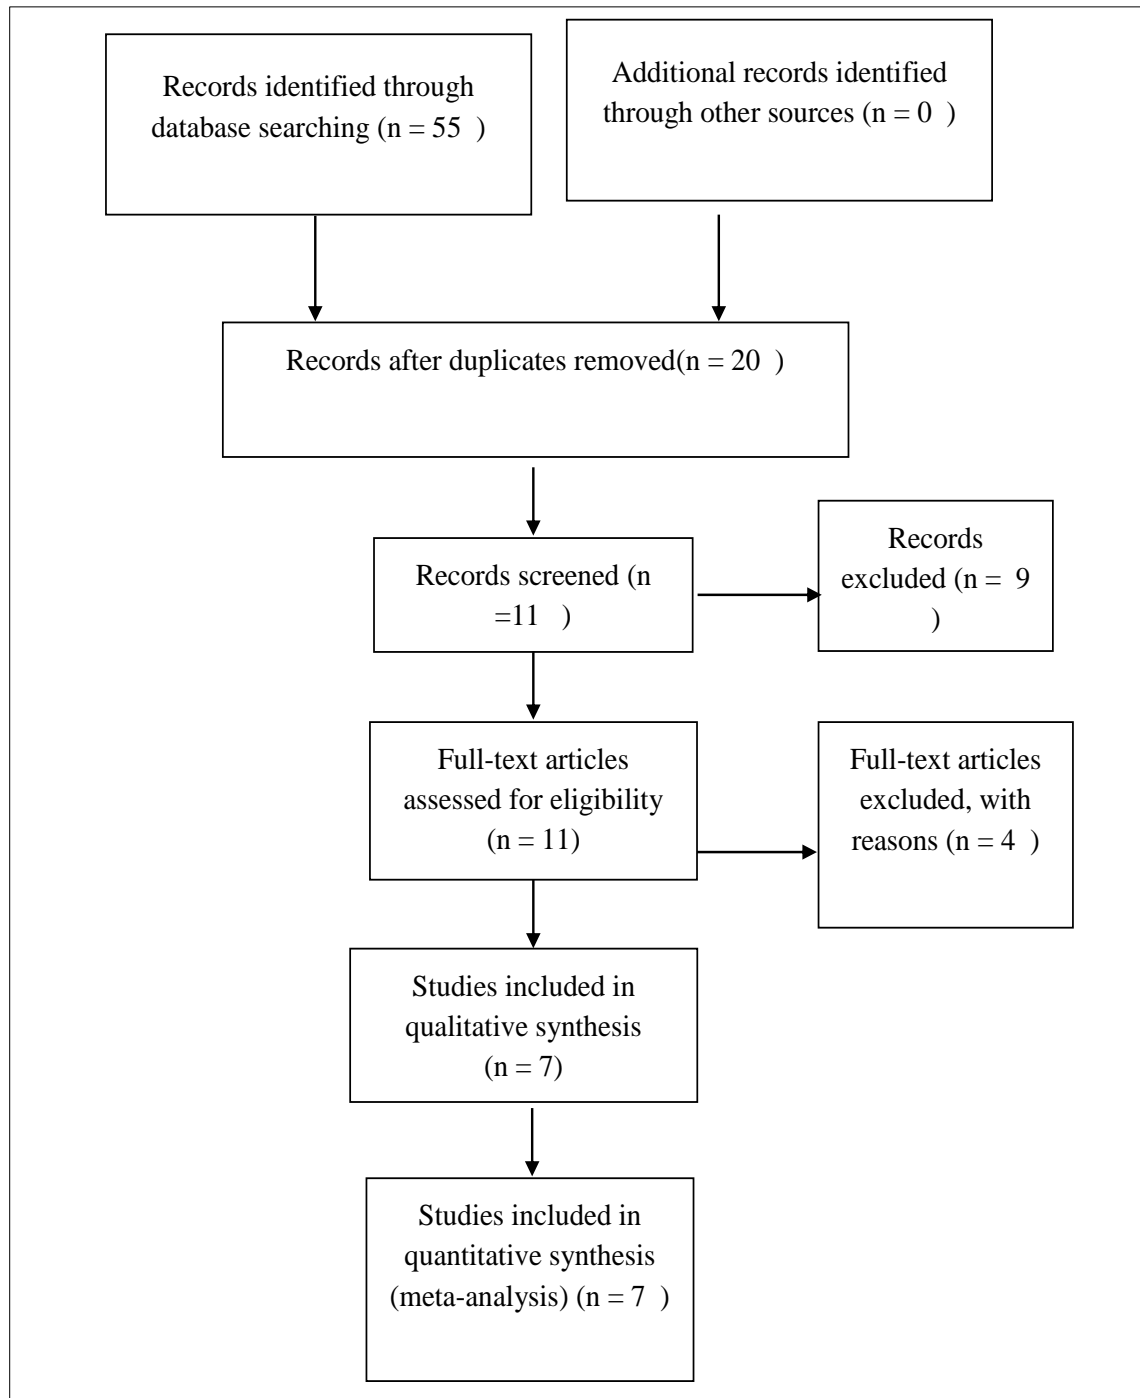 Records identified through
database searching (n = 55  )
Additional records identified
through other sources (n = 0  )
Records after duplicates removed(n = 20  )
Records screened (n
=11   )
Records
excluded (n =  9
)
Full-text articles
assessed for eligibility
(n = 11)
Full-text articles
excluded, with
reasons (n = 4  )
Studies included in
qualitative synthesis
(n = 7)
Studies included in
quantitative synthesis
(meta-analysis) (n = 7  )